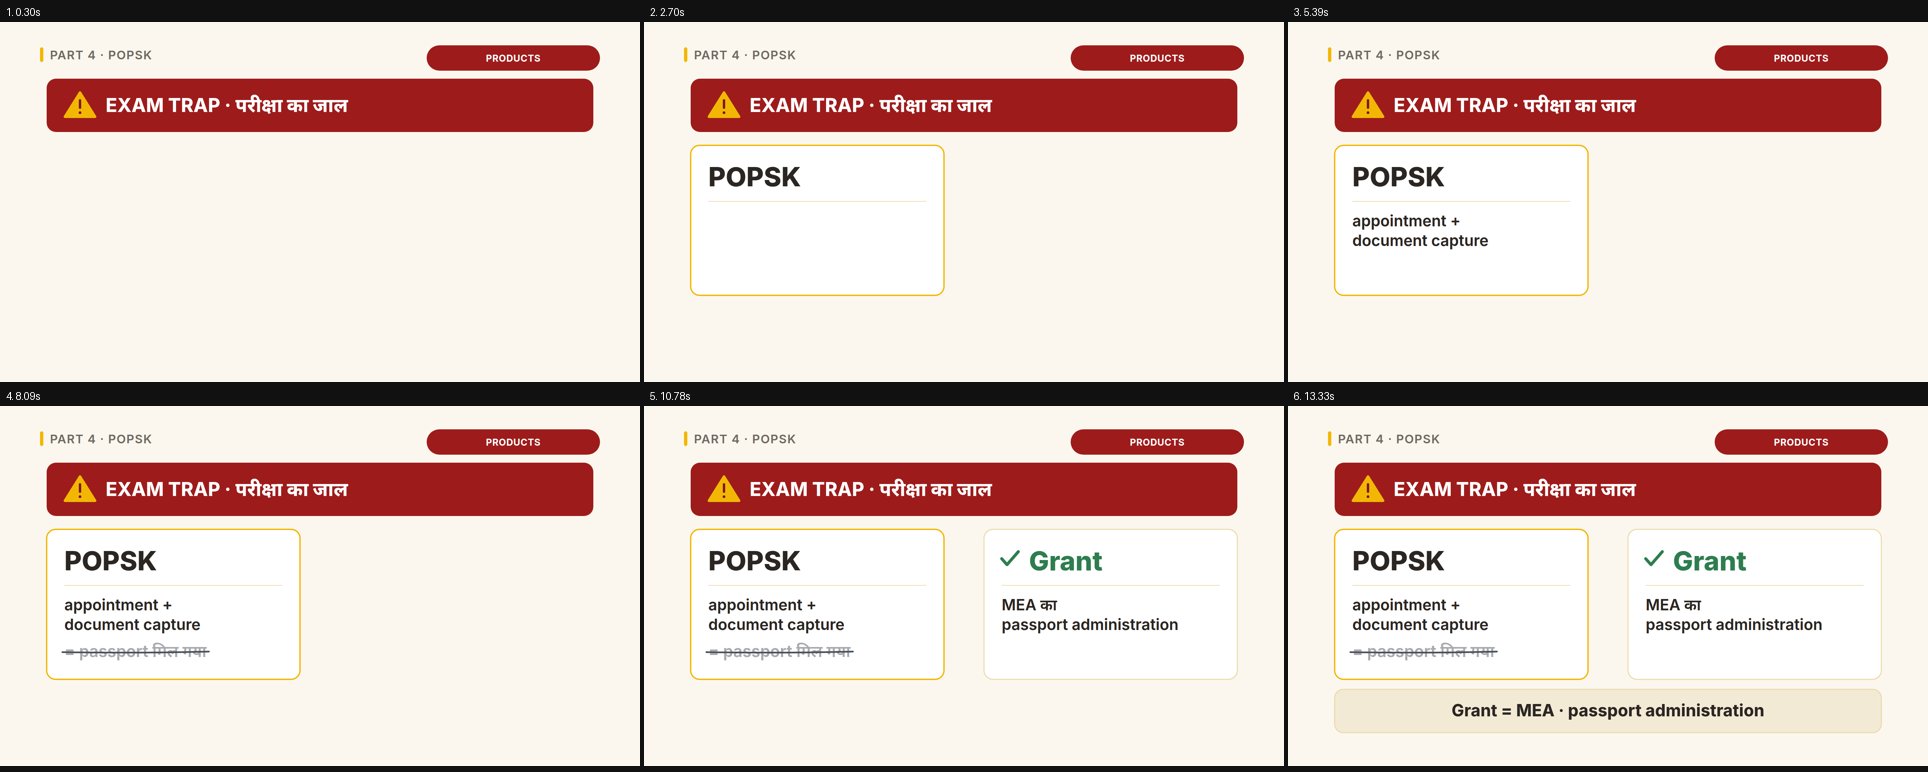 1. 0.30s
PART 4 · POPSK
PRODUCTS
EXAM TRAP · परीक्षा का जाल
2. 2.70s
PART 4 · POPSK
PRODUCTS
EXAM TRAP · परीक्षा का जाल
POPSK
3. 5.39s
PART 4 · POPSK
PRODUCTS
EXAM TRAP · परीक्षा का जाल
POPSK
appointment +
document capture
4. 8.09s
PART 4 · POPSK
PRODUCTS
EXAM TRAP · परीक्षा का जाल
POPSK
appointment +
document capture
= passport मिल गया
5. 10.78s
PART 4 · POPSK
PRODUCTS
EXAM TRAP · परीक्षा का जाल
POPSK
appointment +
document capture
= passport मिल गया
Grant
MEA का
passport administration
6. 13.33s
PART 4 · POPSK
PRODUCTS
EXAM TRAP · परीक्षा का जाल
POPSK
appointment +
document capture
= passport मिल गया
Grant
MEA का
passport administration
Grant = MEA · passport administration